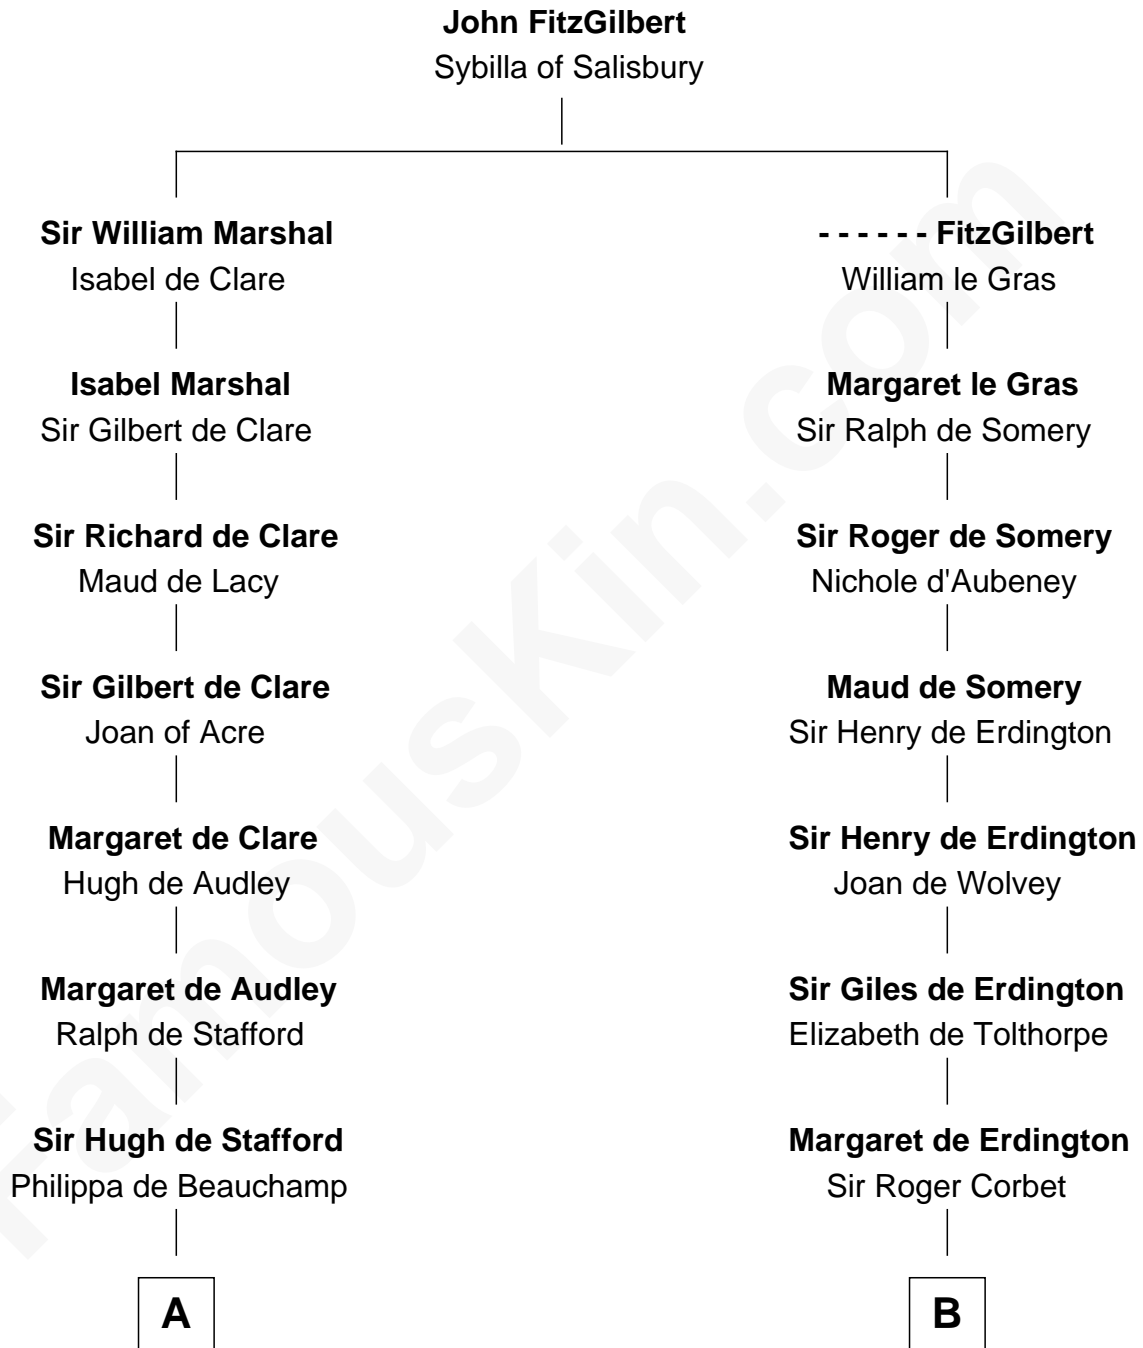 John FitzGilbert
Sybilla of Salisbury
Sir William Marshal
Isabel de Clare
- - - - - - FitzGilbert
William le Gras
Isabel Marshal
Sir Gilbert de Clare
Margaret le Gras
Sir Ralph de Somery
Sir Richard de Clare
Maud de Lacy
Sir Roger de Somery
Nichole d'Aubeney
Sir Gilbert de Clare
Joan of Acre
Maud de Somery
Sir Henry de Erdington
Margaret de Clare
Hugh de Audley
Sir Henry de Erdington
Joan de Wolvey
Margaret de Audley
Ralph de Stafford
Sir Giles de Erdington
Elizabeth de Tolthorpe
Sir Hugh de Stafford
Philippa de Beauchamp
Margaret de Erdington
Sir Roger Corbet
A
B
FamousKin.com